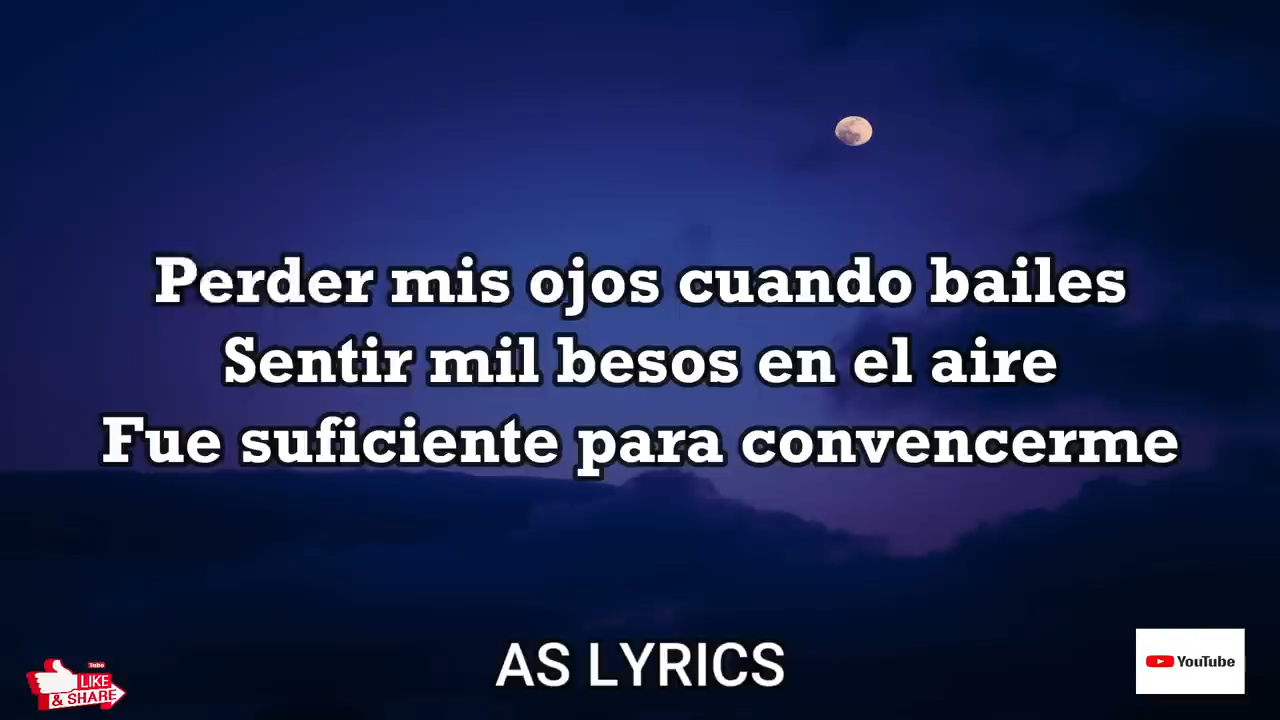 Perder mis ojos cuando bailes
Sentir mil besos en el aire
Fue suficiente para convencerme
AS LYRICS
Tube
LIKE
& SHARE
YouTube